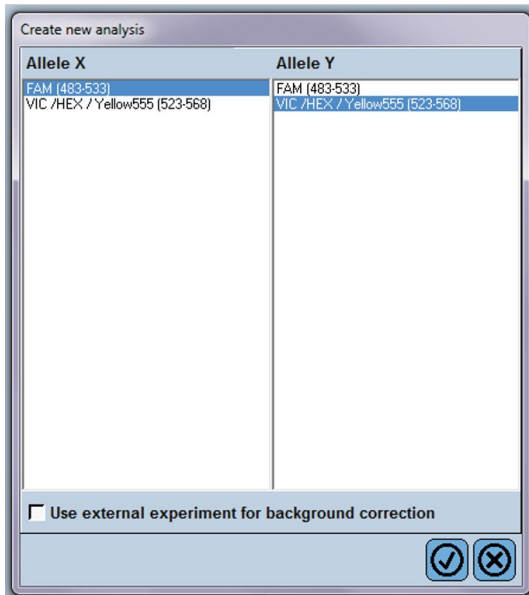 Create new analysis
Allele X
Allele Y
FAM (483-533)
VIC /HEX / Yellow555 (523-568)
FAM (483-533)
VIC /HEX / Yellow555 (523-568)
Use external experiment for background correction